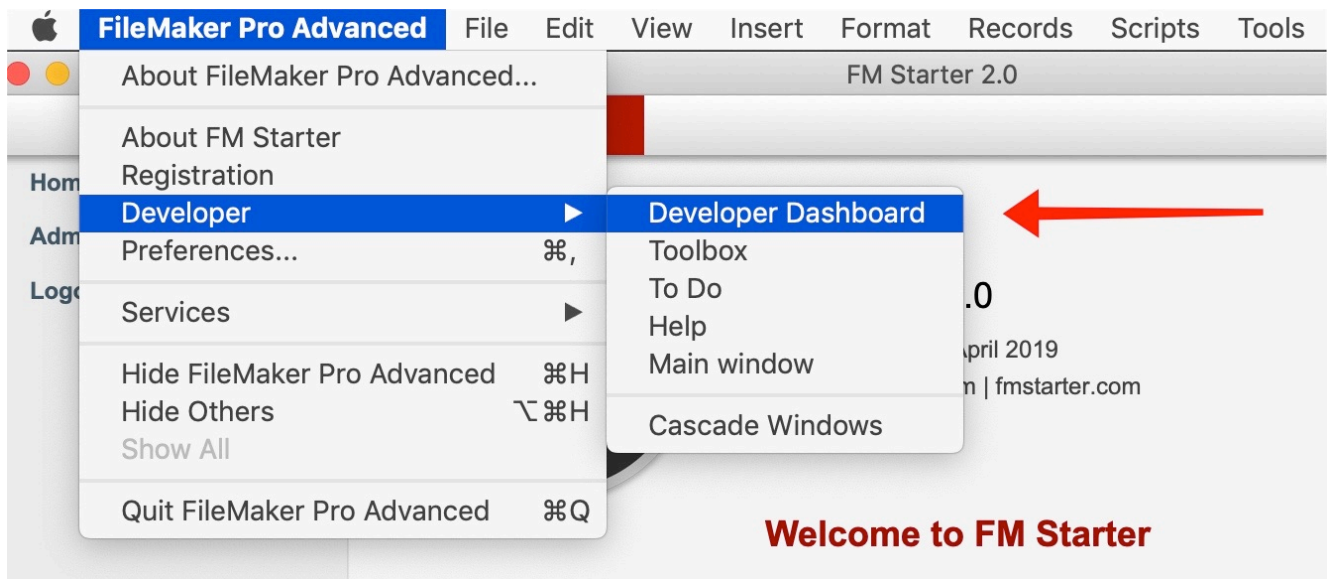 FileMaker Pro Advanced File Edit View Insert Format Records Scripts Tools
FM Starter 2.0
About FileMaker Pro Advanced...
About FM Starter
Registration
Developer
Preferences... ⌘,
Services
Hide FileMaker Pro Advanced ⌘H
Hide Others ⌥⌘H
Show All
Quit FileMaker Pro Advanced ⌘Q
Developer Dashboard
Toolbox
To Do
Help
Main window
Cascade Windows
.0
2019
| fmstarter.com
Welcome to FM Starter